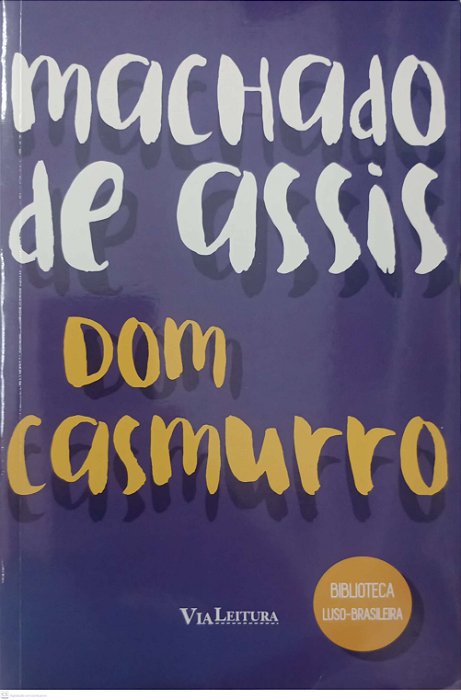 machado
de assis
Dom
casmurro
BIBLIOTECA
LUSO-BRASILEIRA
VIALEITURA